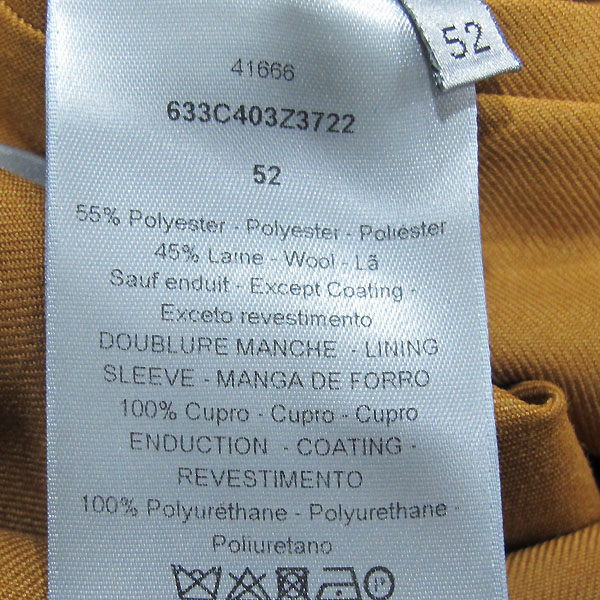 52
41666
633C403Z3722
52
55% Polyester - Polyester - Poliéster
45% Laine - Wool - Lã
Sauf enduit - Except Coating -
Exceto revestimento
DOUBLURE MANCHE - LINING
SLEEVE - MANGA DE FORRO
100% Cupro - Cupro - Cupro
ENDUCTION - COATING -
REVESTIMENTO
100% Polyuréthane - Polyurethane -
Poliuretano
P